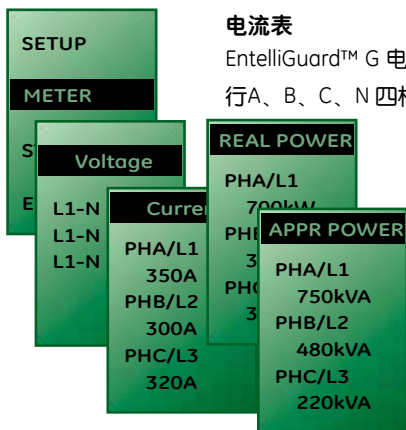 电流表
EntelliGuard™ G 电
行A、B、C、N 四
SETUP
METER
Voltage
L1-N
L1-N
L1-N
PHA/L1
350A
PHB/L2
300A
PHC/L3
320A
REAL POWER
PHA/L1
700kW
APPR POWER
PHA/L1
750kVA
PHB/L2
480kVA
PHC/L3
220kVA